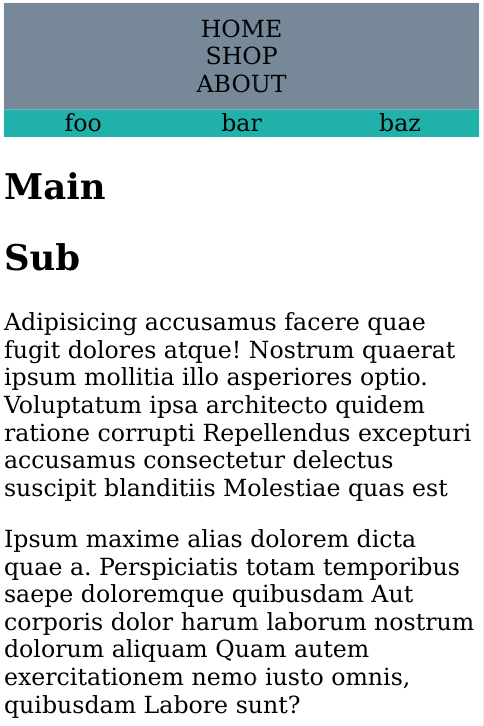 HOME
SHOP
ABOUT
foo bar baz
Main
Sub
Adipisicing accusamus facere quae
fugit dolores atque! Nostrum quaerat
ipsum mollitia illo asperiores optio.
Voluptatum ipsa architecto quidem
ratione corrupti Repellendus excepturi
accusamus consectetur delectus
suscipit blanditiis Molestiae quas est
Ipsum maxime alias dolorem dicta
quae a. Perspiciatis totam temporibus
saepe doloremque quibusdam Aut
corporis dolor harum laborum nostrum
dolorum aliquam Quam autem
exercitationem nemo iusto omnis,
quibusdam Labore sunt?